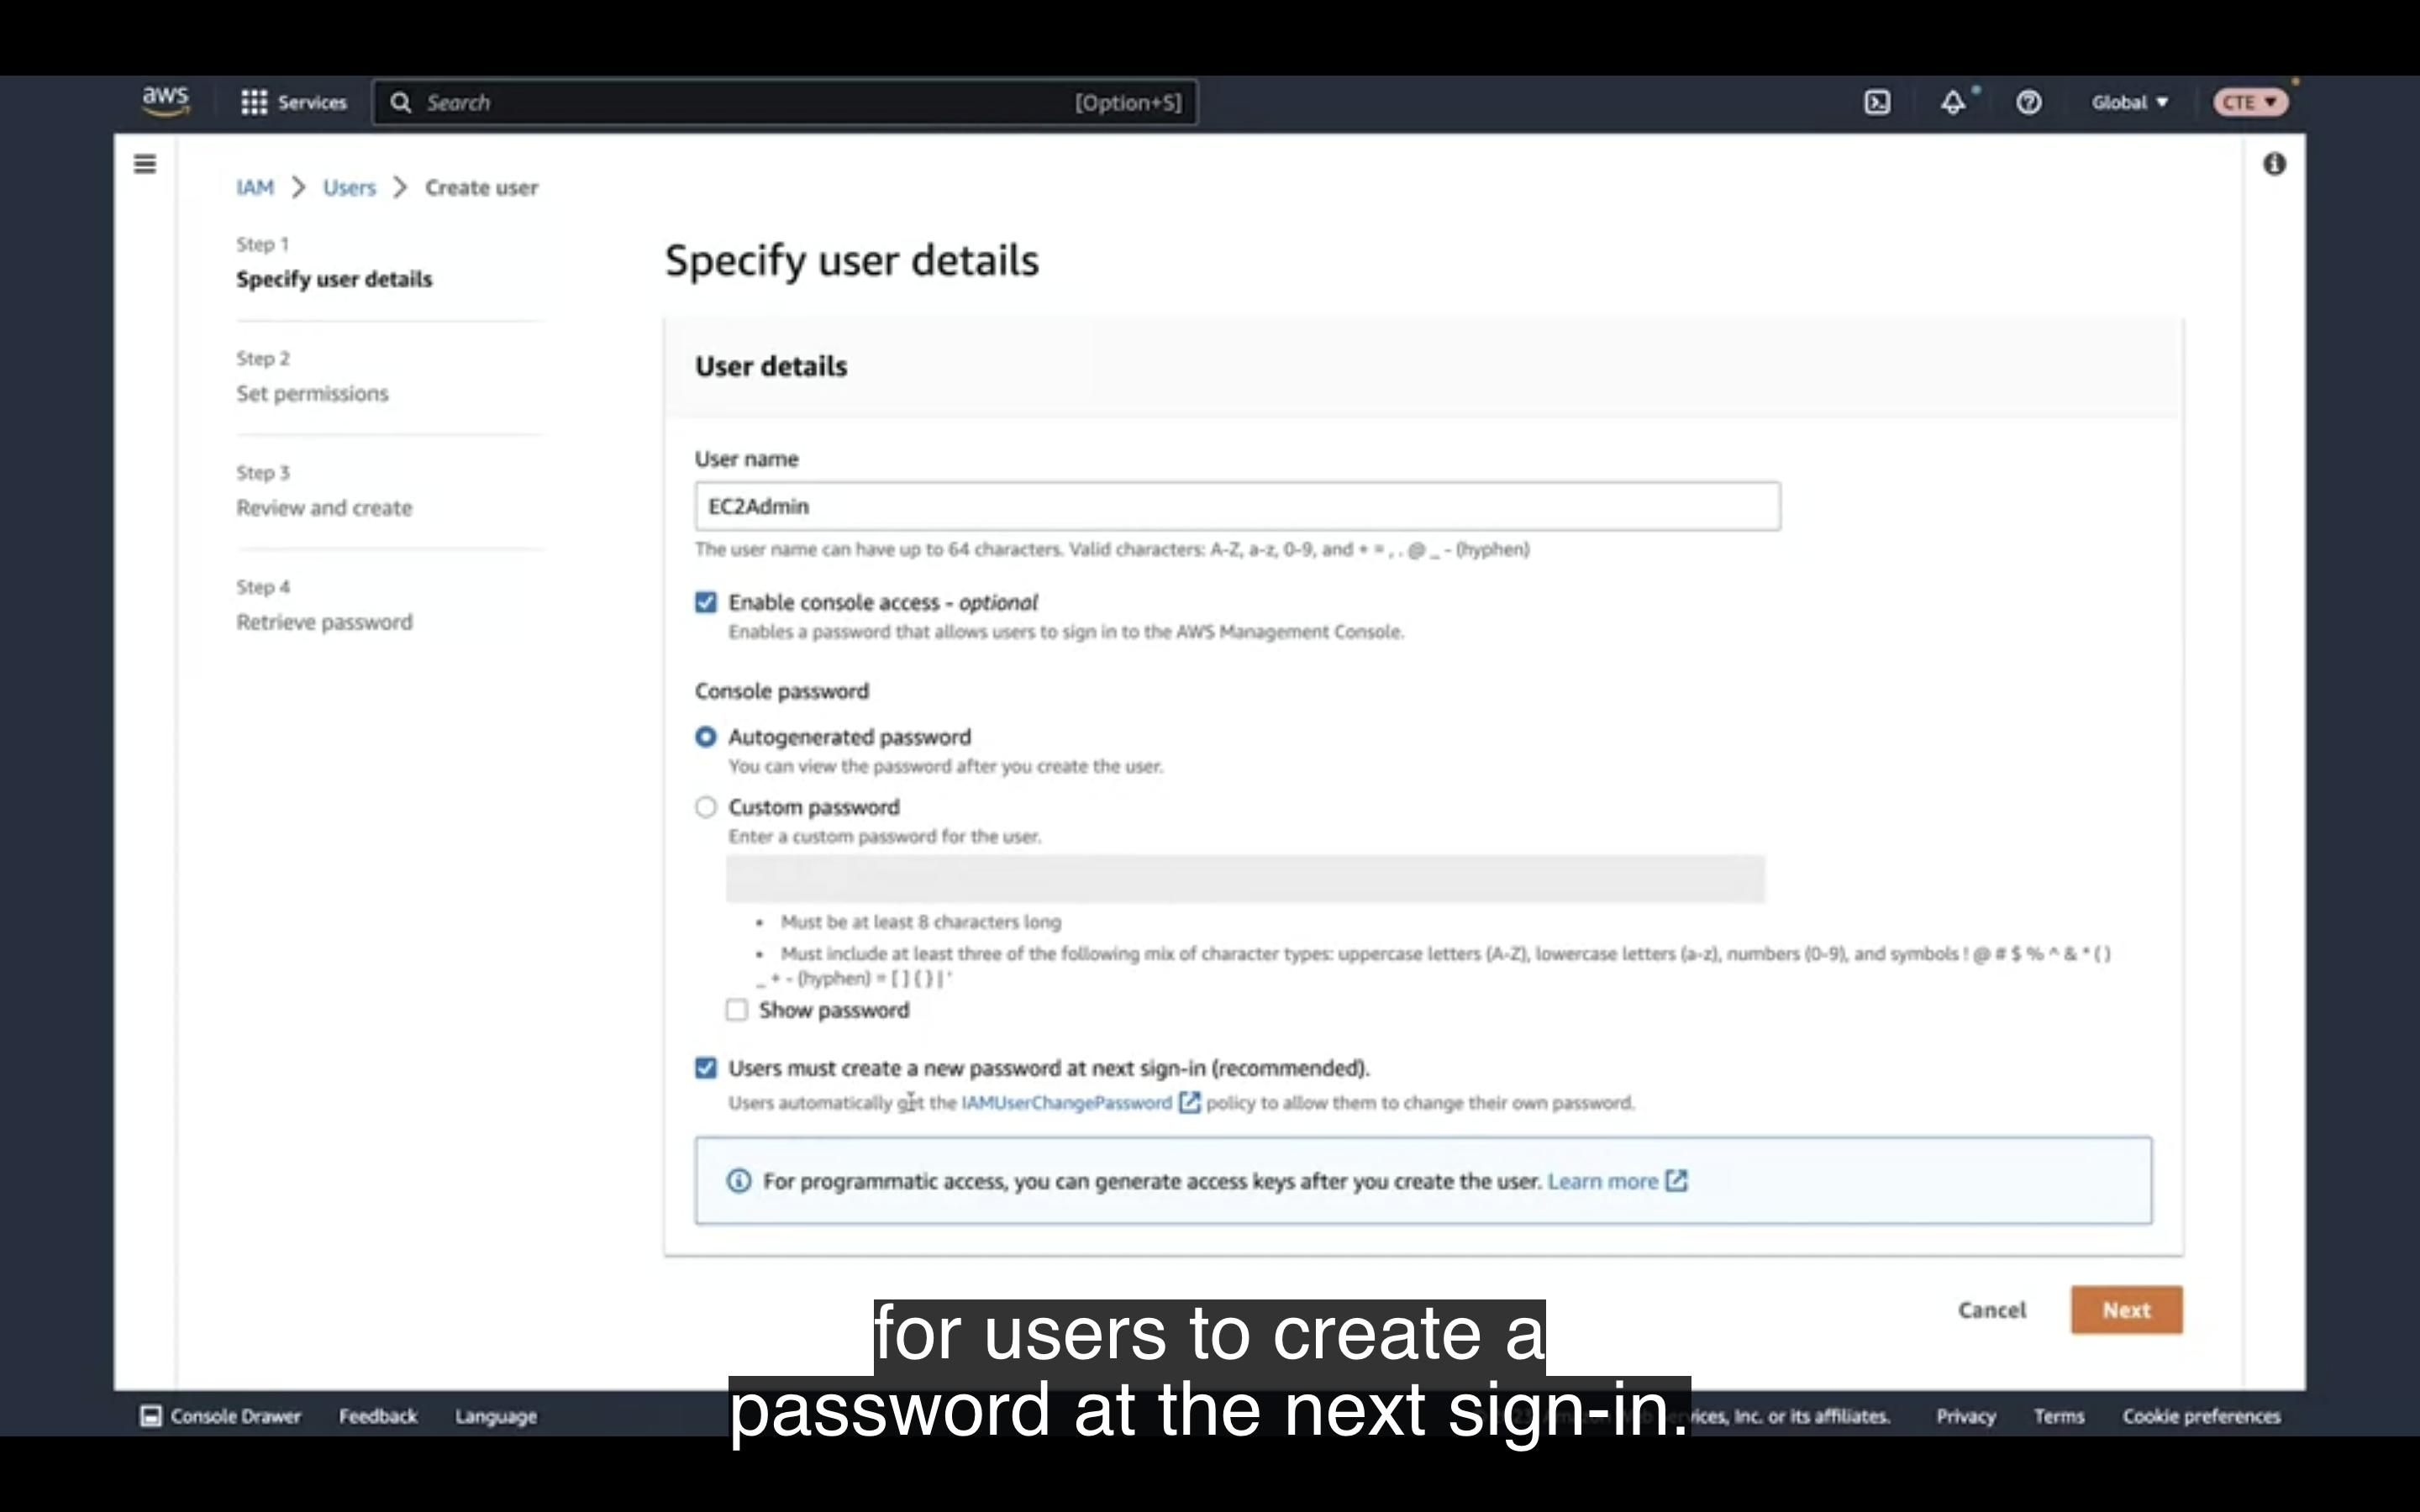 aws
Services
Search
[Option+S]
Global
CTE
IAM > Users > Create user
Step 1
Specify user details
Step 2
Set permissions
Step 3
Review and create
Step 4
Retrieve password
Specify user details
User details
User name
EC2Admin
The user name can have up to 64 characters. Valid characters: A-Z, a-z, 0-9, and + = , . @ _ - (hyphen)
Enable console access - optional
Enables a password that allows users to sign in to the AWS Management Console.
Console password
Autogenerated password
You can view the password after you create the user.
Custom password
Enter a custom password for the user.
• Must be at least 8 characters long
• Must include at least three of the following mix of character types: uppercase letters (A-Z), lowercase letters (a-z), numbers (0-9), and symbols ! @ # $ % ^ & * ( )
_ + - (hyphen) = [ ] { } | '
Show password
Users must create a new password at next sign-in (recommended).
Users automatically get the IAMUserChangePassword policy to allow them to change their own password.
For programmatic access, you can generate access keys after you create the user. Learn more
Cancel
Next
for users to create a
password at the next sign-in.
Console Drawer
Feedback
Language
Inc. or its affiliates.
Privacy
Terms
Cookie preferences